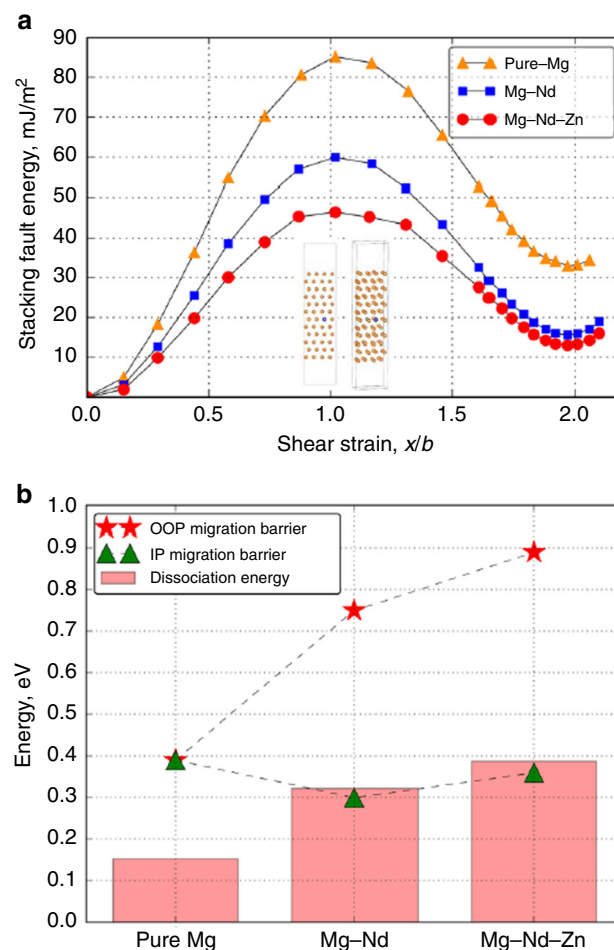 a
90
80
70
60
50
40
30
20
10
Stacking fault energy, mJ/m²
Pure–Mg
Mg–Nd
Mg–Nd–Zn
0.0 0.5 1.0 1.5 2.0
Shear strain, x/b
b
1.0
0.9
0.8
0.7
0.6
0.5
0.4
0.3
0.2
0.1
0.0
Energy, eV
OOP migration barrier
IP migration barrier
Dissociation energy
Pure Mg Mg–Nd Mg–Nd–Zn